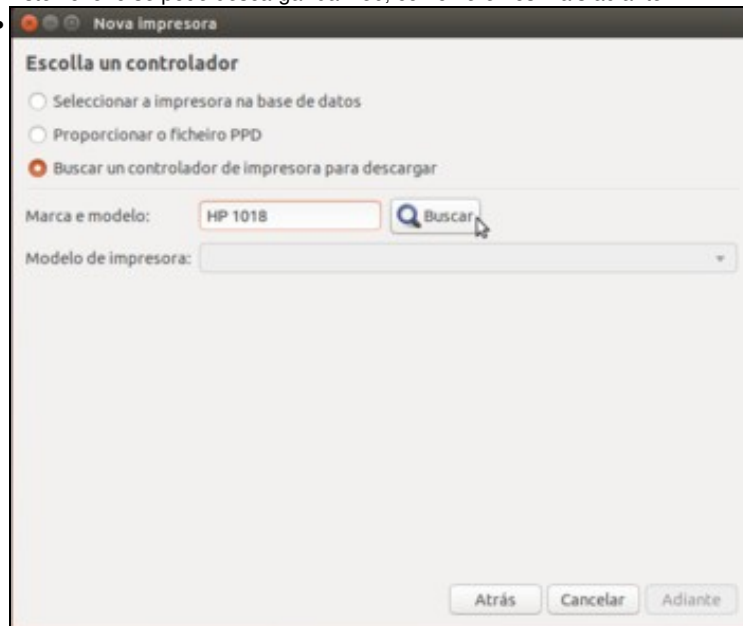 Nova impresora
Escolla un controlador
Seleccionar a impresora na base de datos
Proporcionar o ficheiro PPD
Buscar un controlador de impresora para descargar
Marca e modelo: HP 1018 Buscar
Modelo de impresora:
Atrás Cancelar Adiante